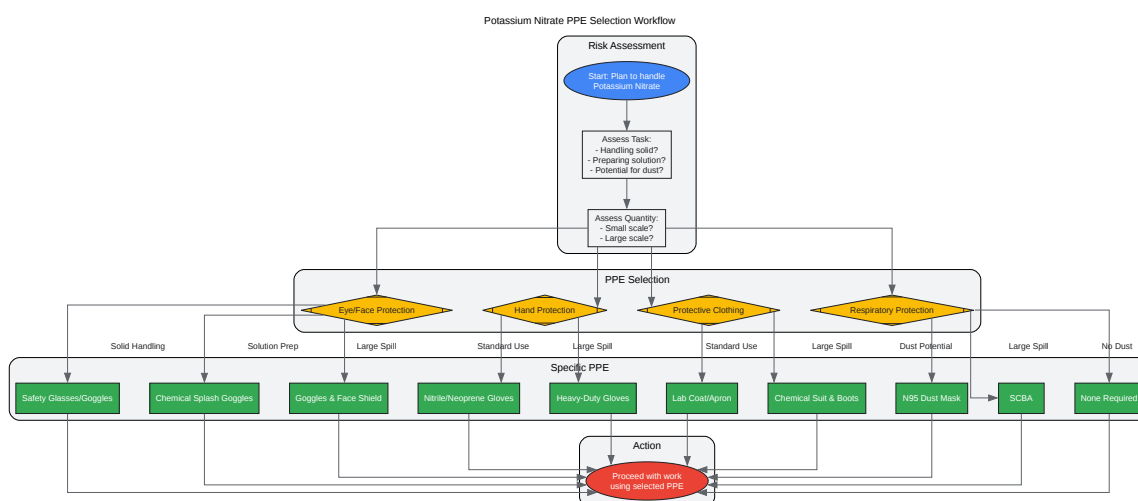 Potassium Nitrate PPE Selection Workflow
Risk Assessment
Start: Plan to handle
Potassium Nitrate
Assess Task:
- Handling solid?
- Preparing solution?
- Potential for dust?
Assess Quantity:
- Small scale?
- Large scale?
PPE Selection
Eye/Face Protection
Hand Protection
Protective Clothing
Respiratory Protection
Solid Handling
Solution Prep
Large Spill
Standard Use
Large Spill
Standard Use
Large Spill
Dust Potential
Large Spill
No Dust
Specific PPE
Safety Glasses/Goggles
Chemical Splash Goggles
Goggles & Face Shield
Nitrile/Neoprene Gloves
Heavy-Duty Gloves
Lab Coat/Apron
Chemical Suit & Boots
N95 Dust Mask
SCBA
None Required
Action
Proceed with work
using selected PPE